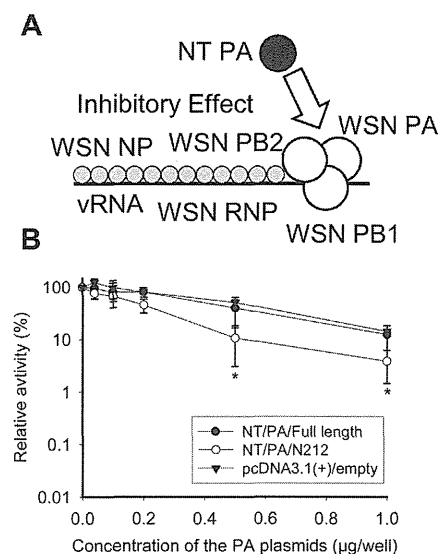 A
NT PA
Inhibitory Effect
WSN PA
WSN NP WSN PB2
vRNA WSN RNP
WSN PB1
B
Relative avtivity (%)
100
10
1
0.1
0.01
* *
NT/PA/Full length
NT/PA/N212
pcDNA3.1(+)/empty
0.0 0.2 0.4 0.6 0.8 1.0
Concentration of the PA plasmids (µg/well)